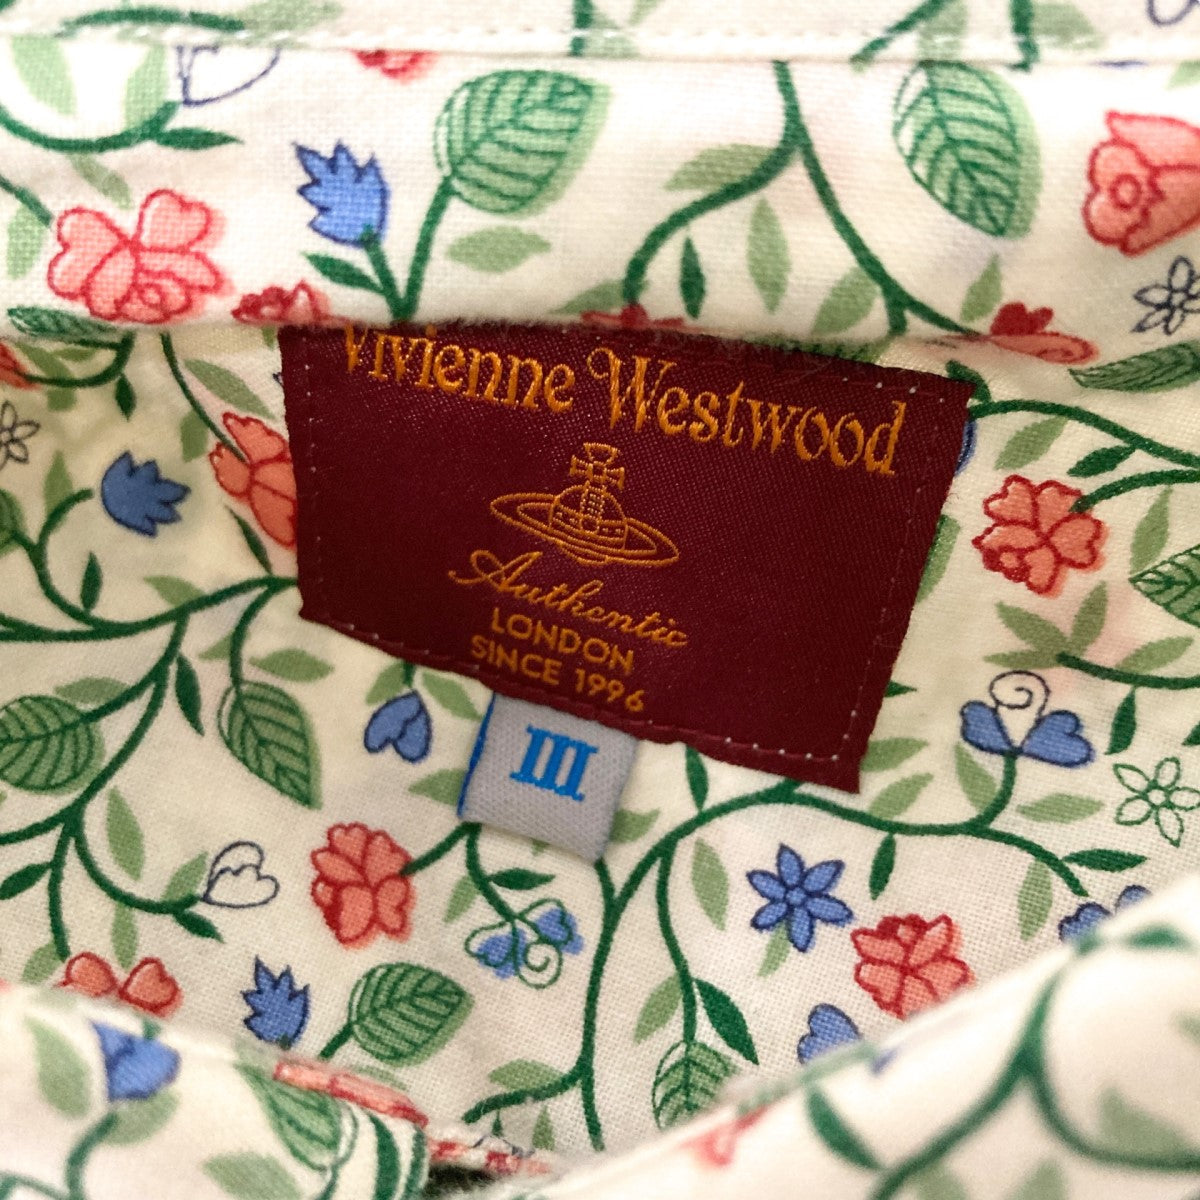 Vivienne Westwood
Authentic
LONDON
SINCE 1996
III